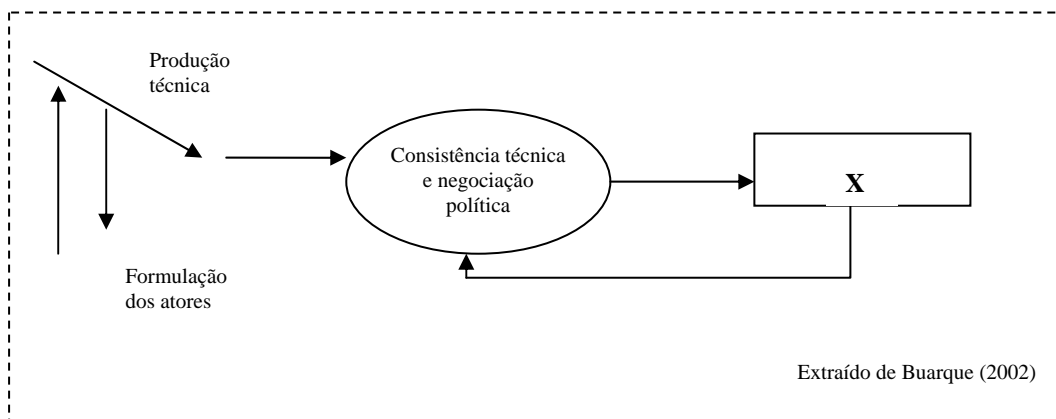 Produção
técnica
Consistência técnica
e negociação
política
X
Formulação
dos atores
Extraído de Buarque (2002)